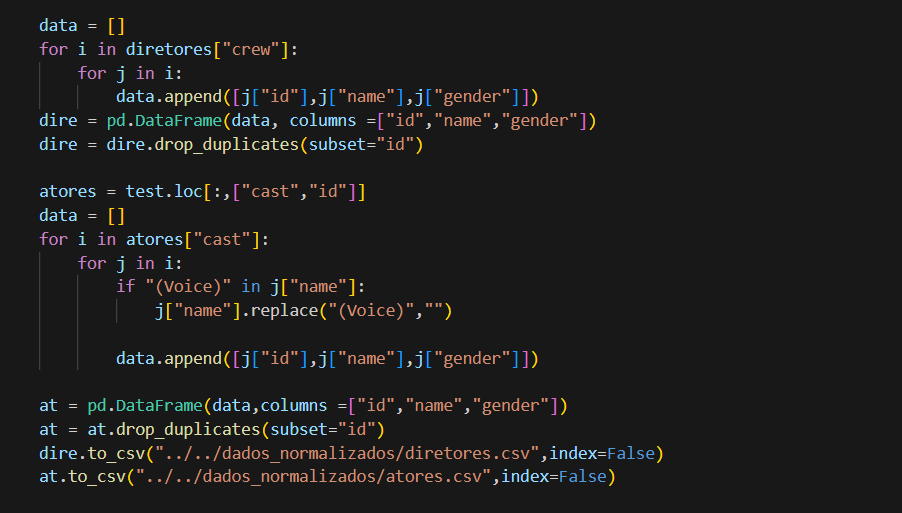 data = []
for i in diretores["crew"]:
    for j in i:
        data.append([j["id"],j["name"],j["gender"]])
dire = pd.DataFrame(data, columns =["id","name","gender"])
dire = dire.drop_duplicates(subset="id")

atores = test.loc[:,["cast","id"]]
data = []
for i in atores["cast"]:
    for j in i:
        if "(Voice)" in j["name"]:
            j["name"].replace("(Voice)","")

        data.append([j["id"],j["name"],j["gender"]])

at = pd.DataFrame(data,columns =["id","name","gender"])
at = at.drop_duplicates(subset="id")
dire.to_csv("../../dados_normalizados/diretores.csv",index=False)
at.to_csv("../../dados_normalizados/atores.csv",index=False)